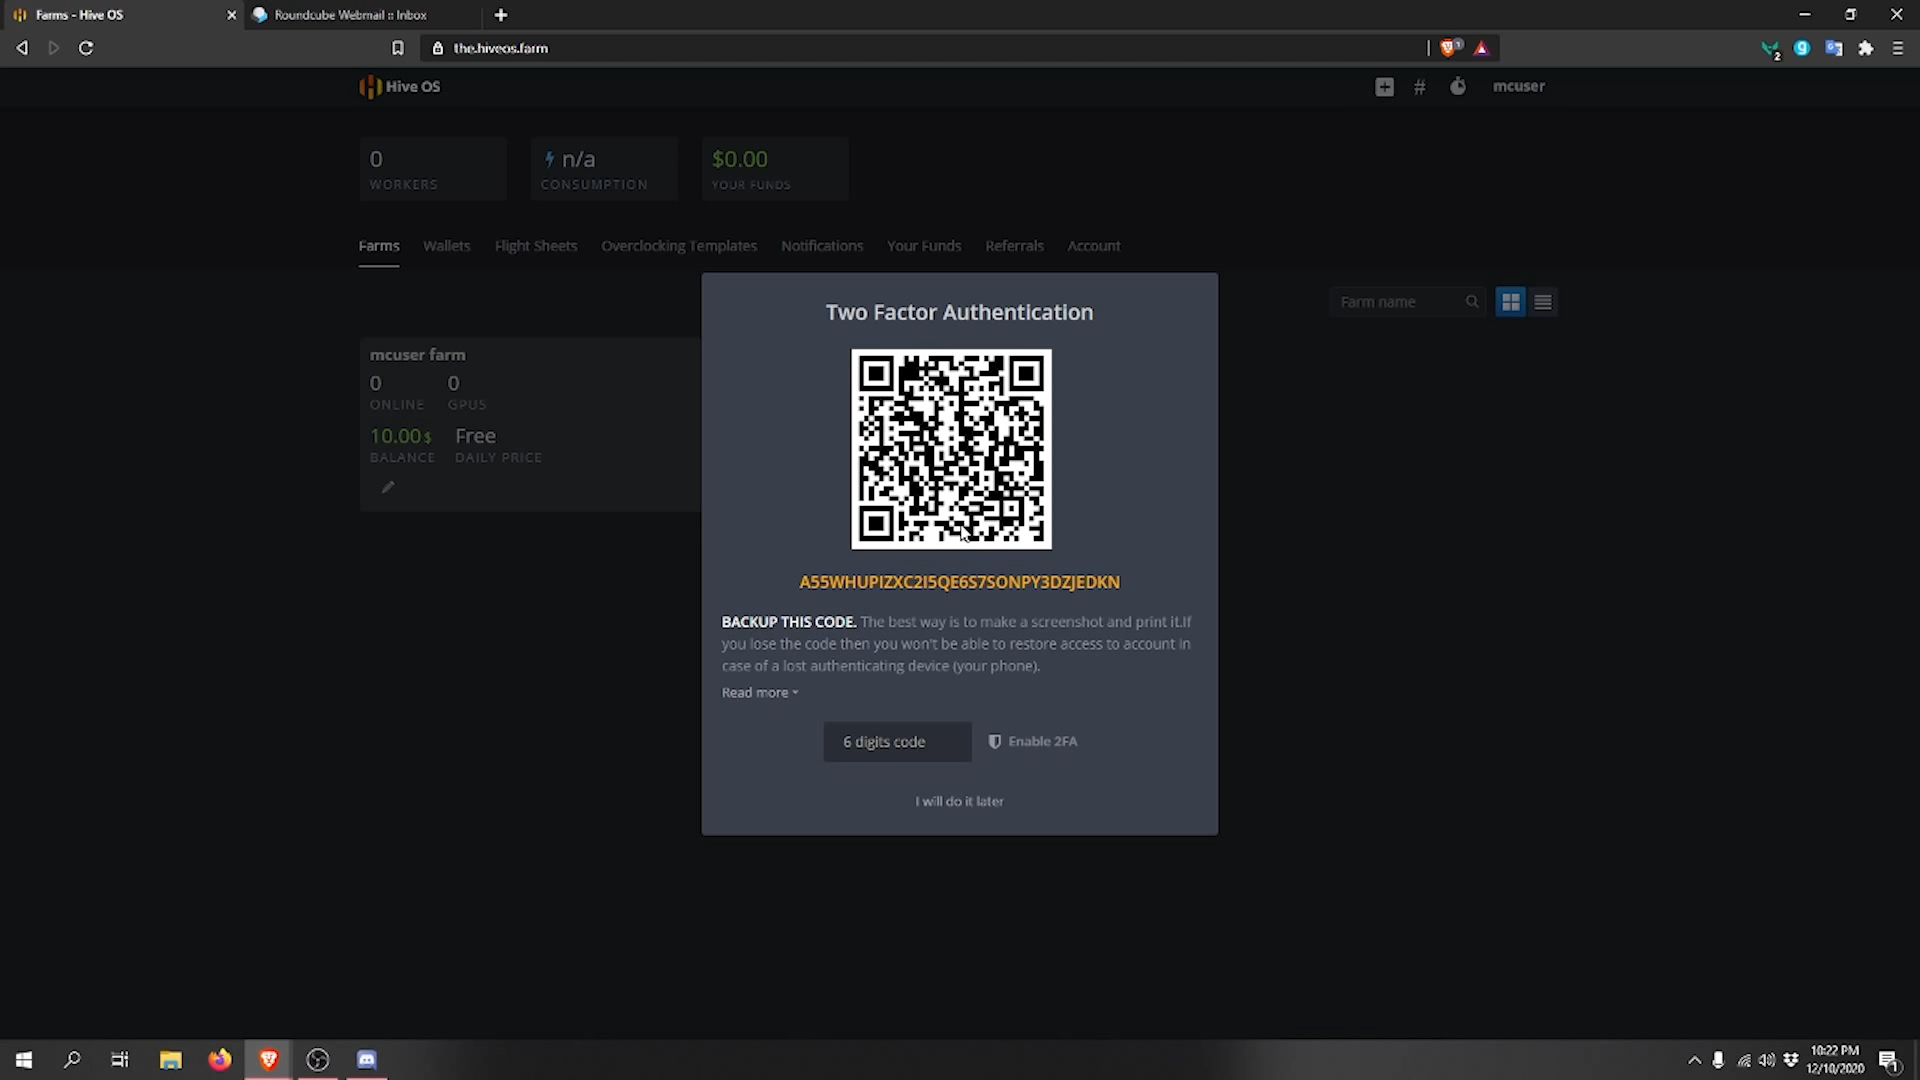 Farms - Hive OS
Roundcube Webmail :: Inbox
the.hiveos.farm
1
2
Hive OS
mcuser
0
n/a
$0.00
WORKERS
CONSUMPTION
YOUR FUNDS
Farms
Wallets
Flight Sheets
Overclocking Templates
Notifications
Your Funds
Referrals
Account
Farm name
mcuser farm
0
0
ONLINE
GPUS
10.00$
Free
BALANCE
DAILY PRICE
Two Factor Authentication
A55WHUPIZXC2I5QE6S7SONPY3DZJEDKN
BACKUP THIS CODE. The best way is to make a screenshot and print it.If
you lose the code then you won't be able to restore access to account in
case of a lost authenticating device (your phone).
Read more
6 digits code
Enable 2FA
I will do it later
10:22 PM
12/10/2020
1